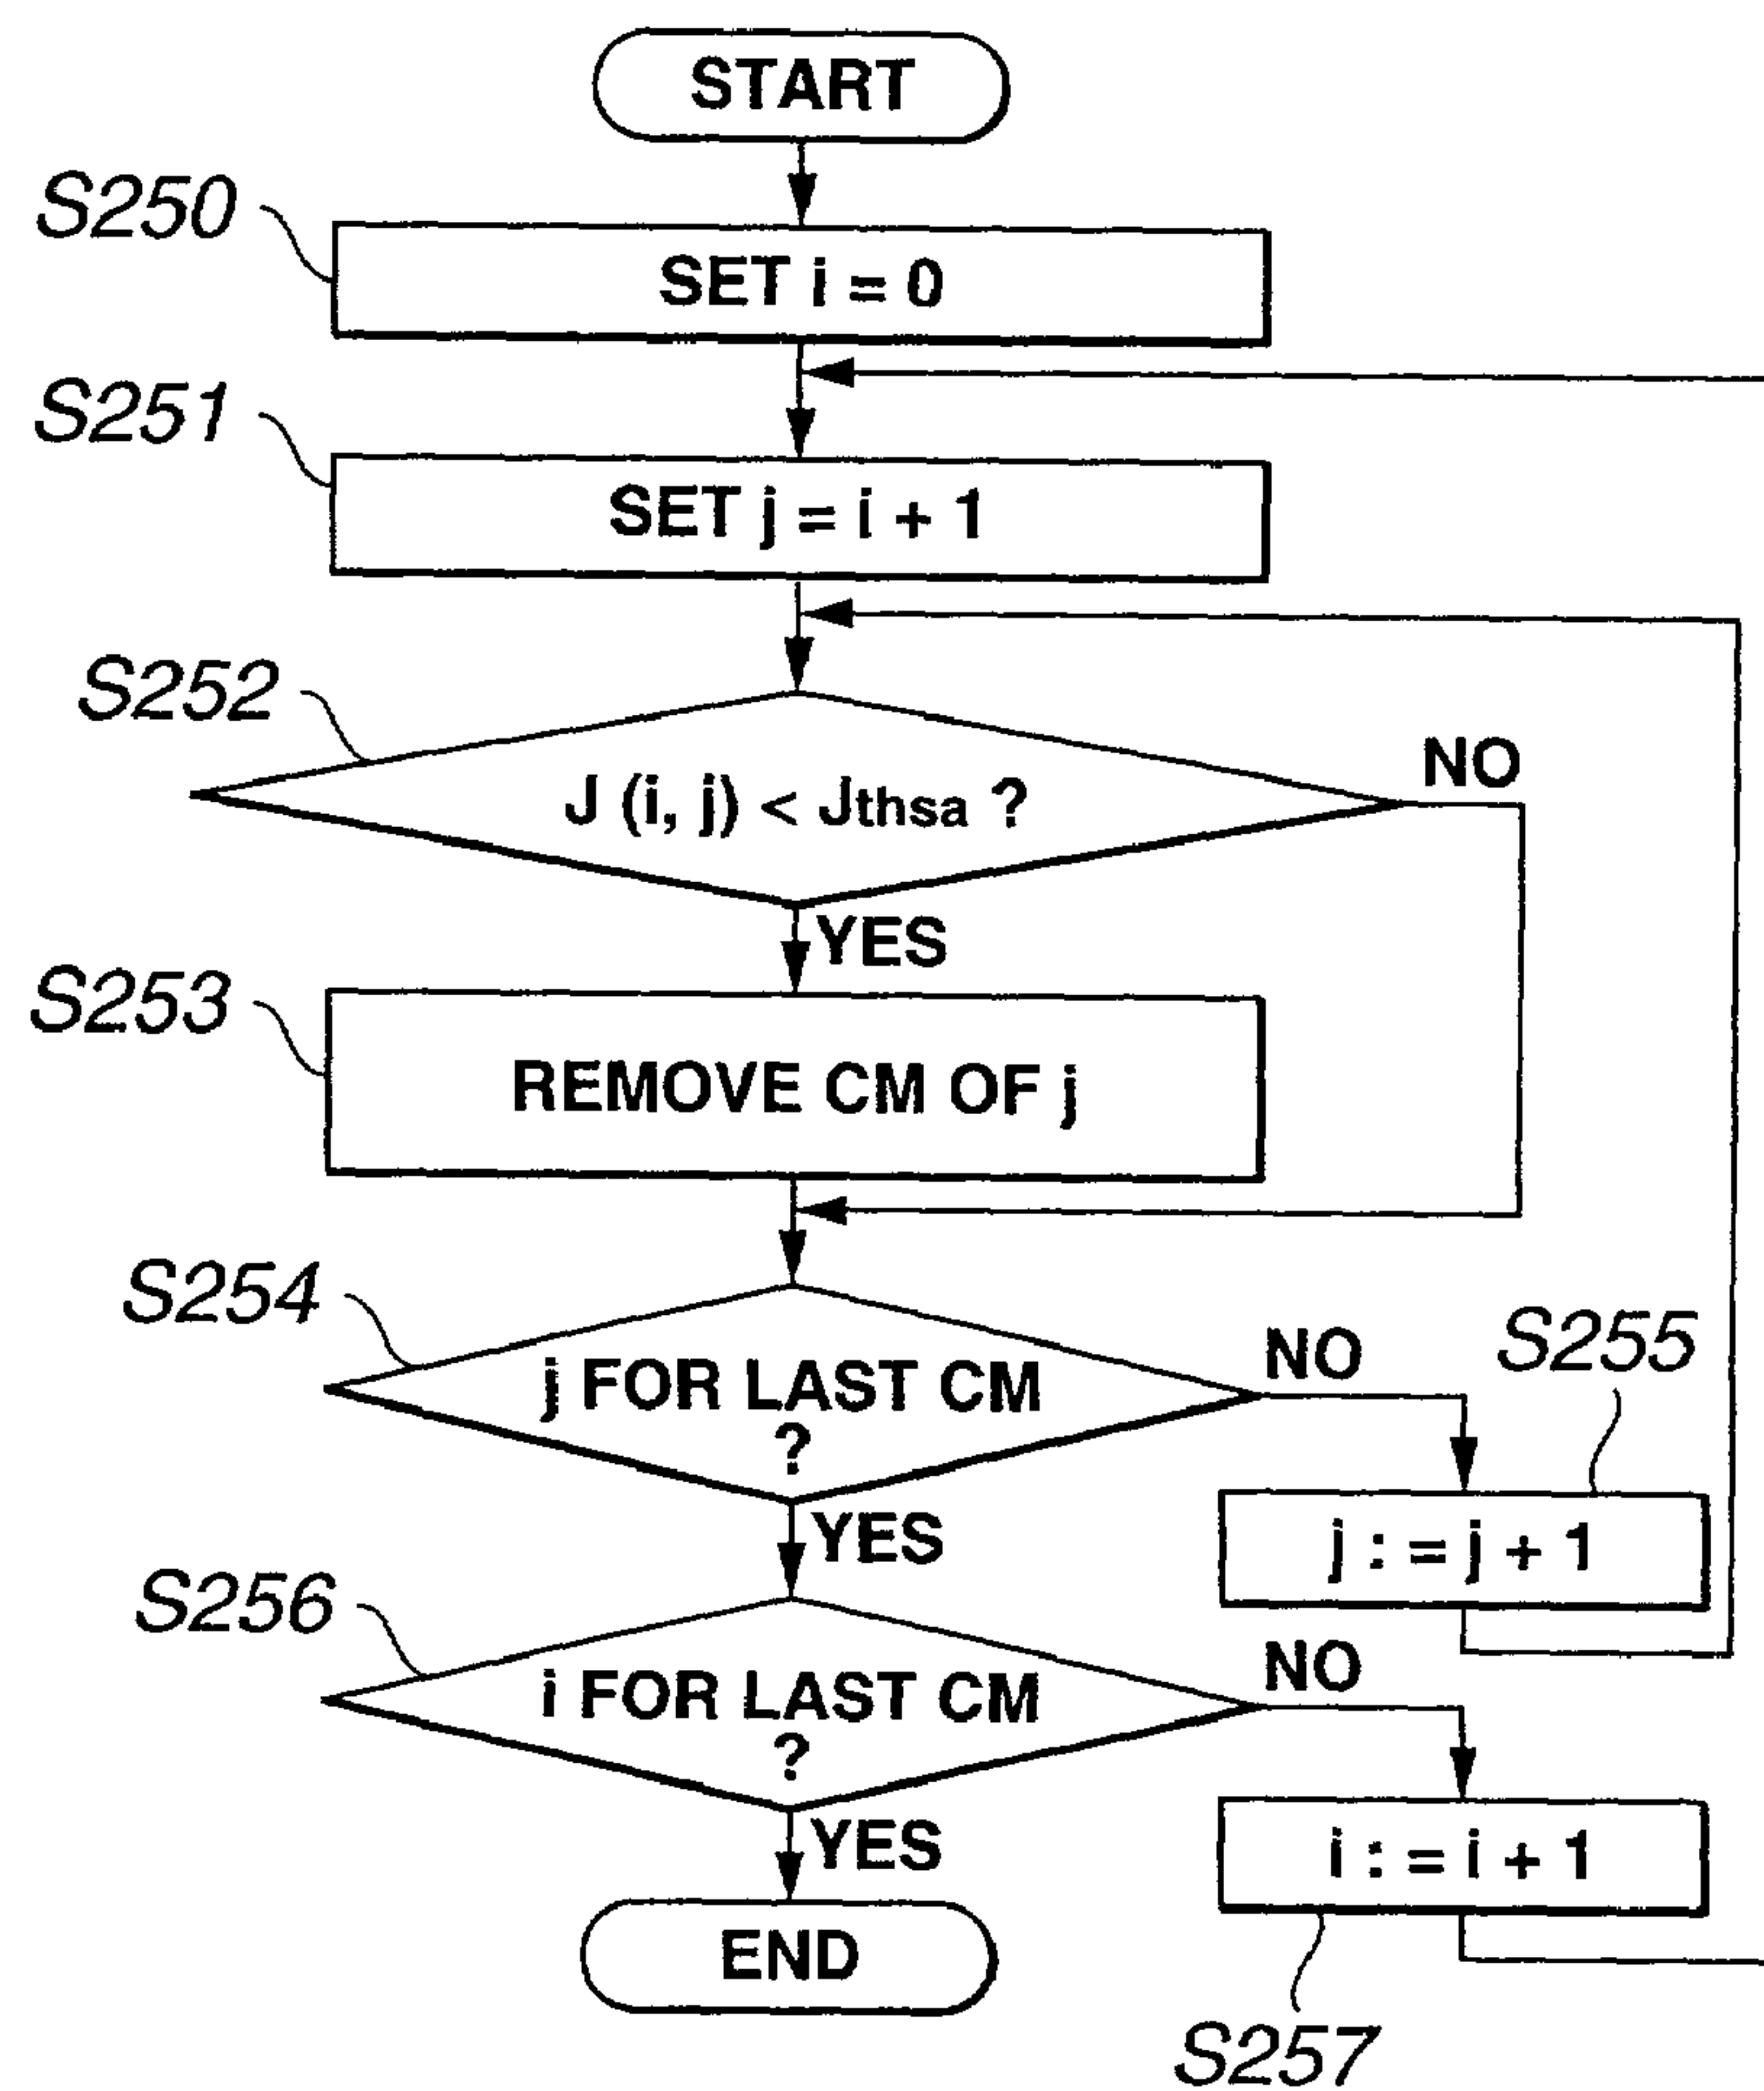 START
S250
SET i = 0
S251
SET j = i + 1
S252
J (i, j) < Jthsa ?
NO
YES
S253
REMOVE CM OF j
S254
j FOR LAST CM
?
NO
S255
YES
j : = j + 1
S256
i FOR LAST CM
?
NO
YES
i : = i + 1
END
S257